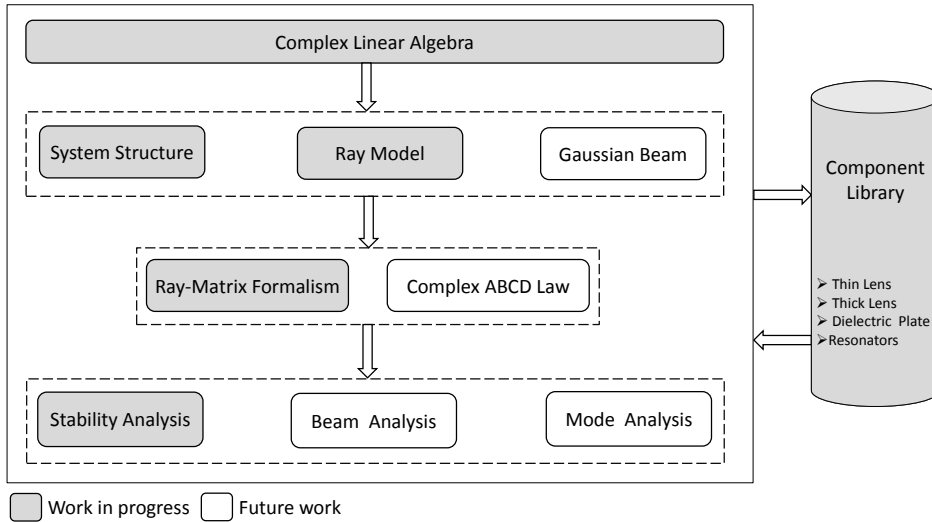 Complex Linear Algebra
System Structure
Ray Model
Gaussian Beam
Component
Library
Ray-Matrix Formalism
Complex ABCD Law
➢ Thin Lens
➢ Thick Lens
➢ Dielectric Plate
➢Resonators
Stability Analysis
Beam Analysis
Mode Analysis
Work in progress
Future work